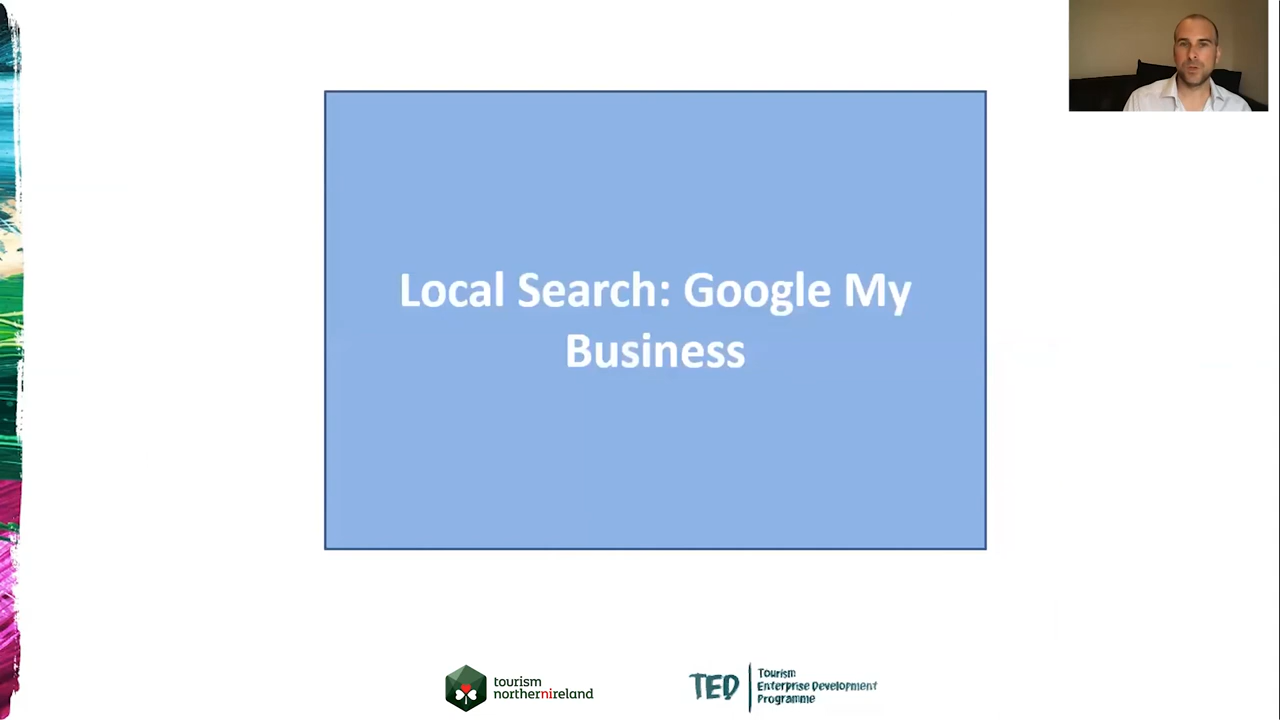 Local Search: Google My
Business
tourism
northernireland
TED
Tourism
Enterprise Development
Programme